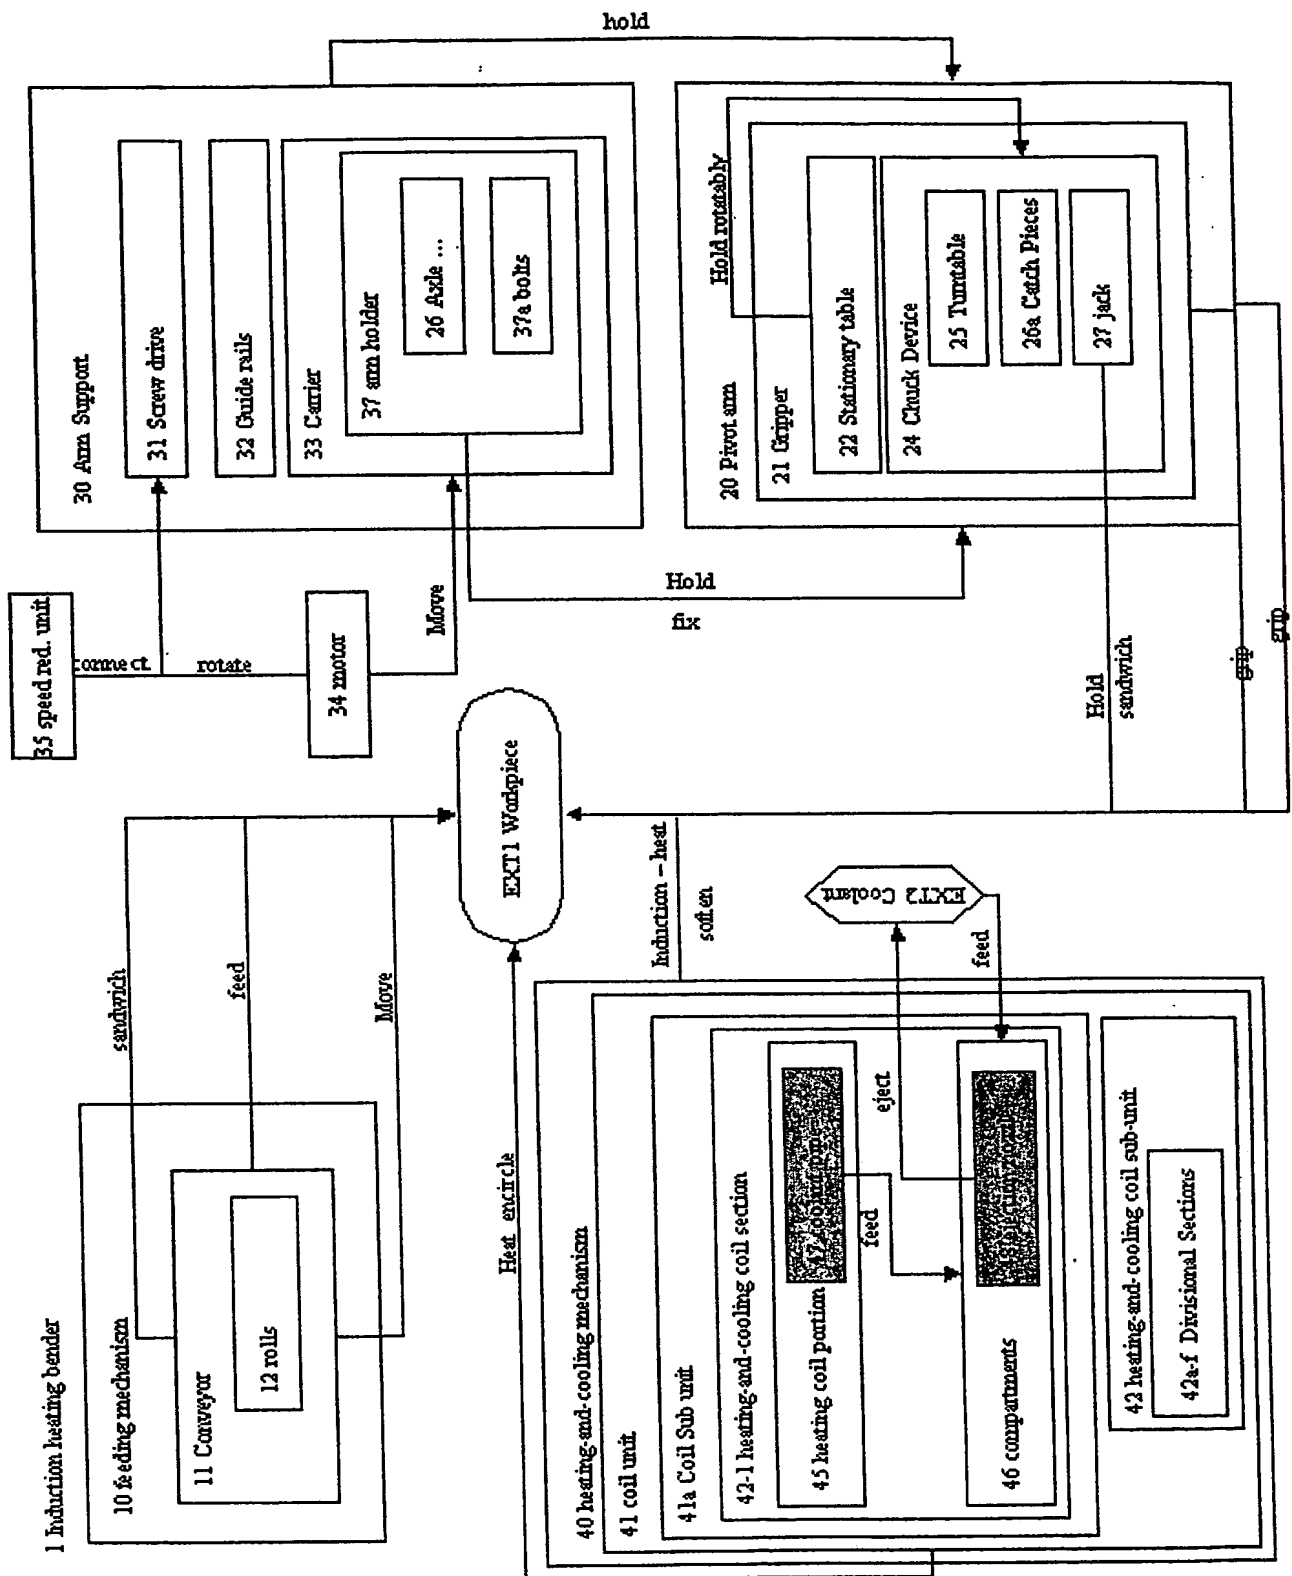 1 Induction heating bender
10 feeding mechanism
11 Conveyor
12 rolls
sandwich
feed
Move
35 speed red. unit
connect
rotate
34 motor
Move
30 Arm Support
31 Screw drive
32 Guide rails
33 Carrier
37 arm holder
26 Axle ...
37a bolts
hold
EXT1 Workpiece
Hold
fix
20 Pivot arm
21 Gripper
22 Stationary table
24 Chuck Device
25 Turntable
26a Catch Pieces
27 jack
Hold rotatably
Hold
sandwich
grip
grip
Heat encircle
Induction - heat
soften
EXT2 Coolant
feed
eject
feed
40 heating-and-cooling mechanism
41 coil unit
41a Coil Sub unit
42-1 heating-and-cooling coil section
45 heating coil portion
47 cooling pipe
46 compartments
42 heating-and-cooling coil sub-unit
42a-f Divisional Sections